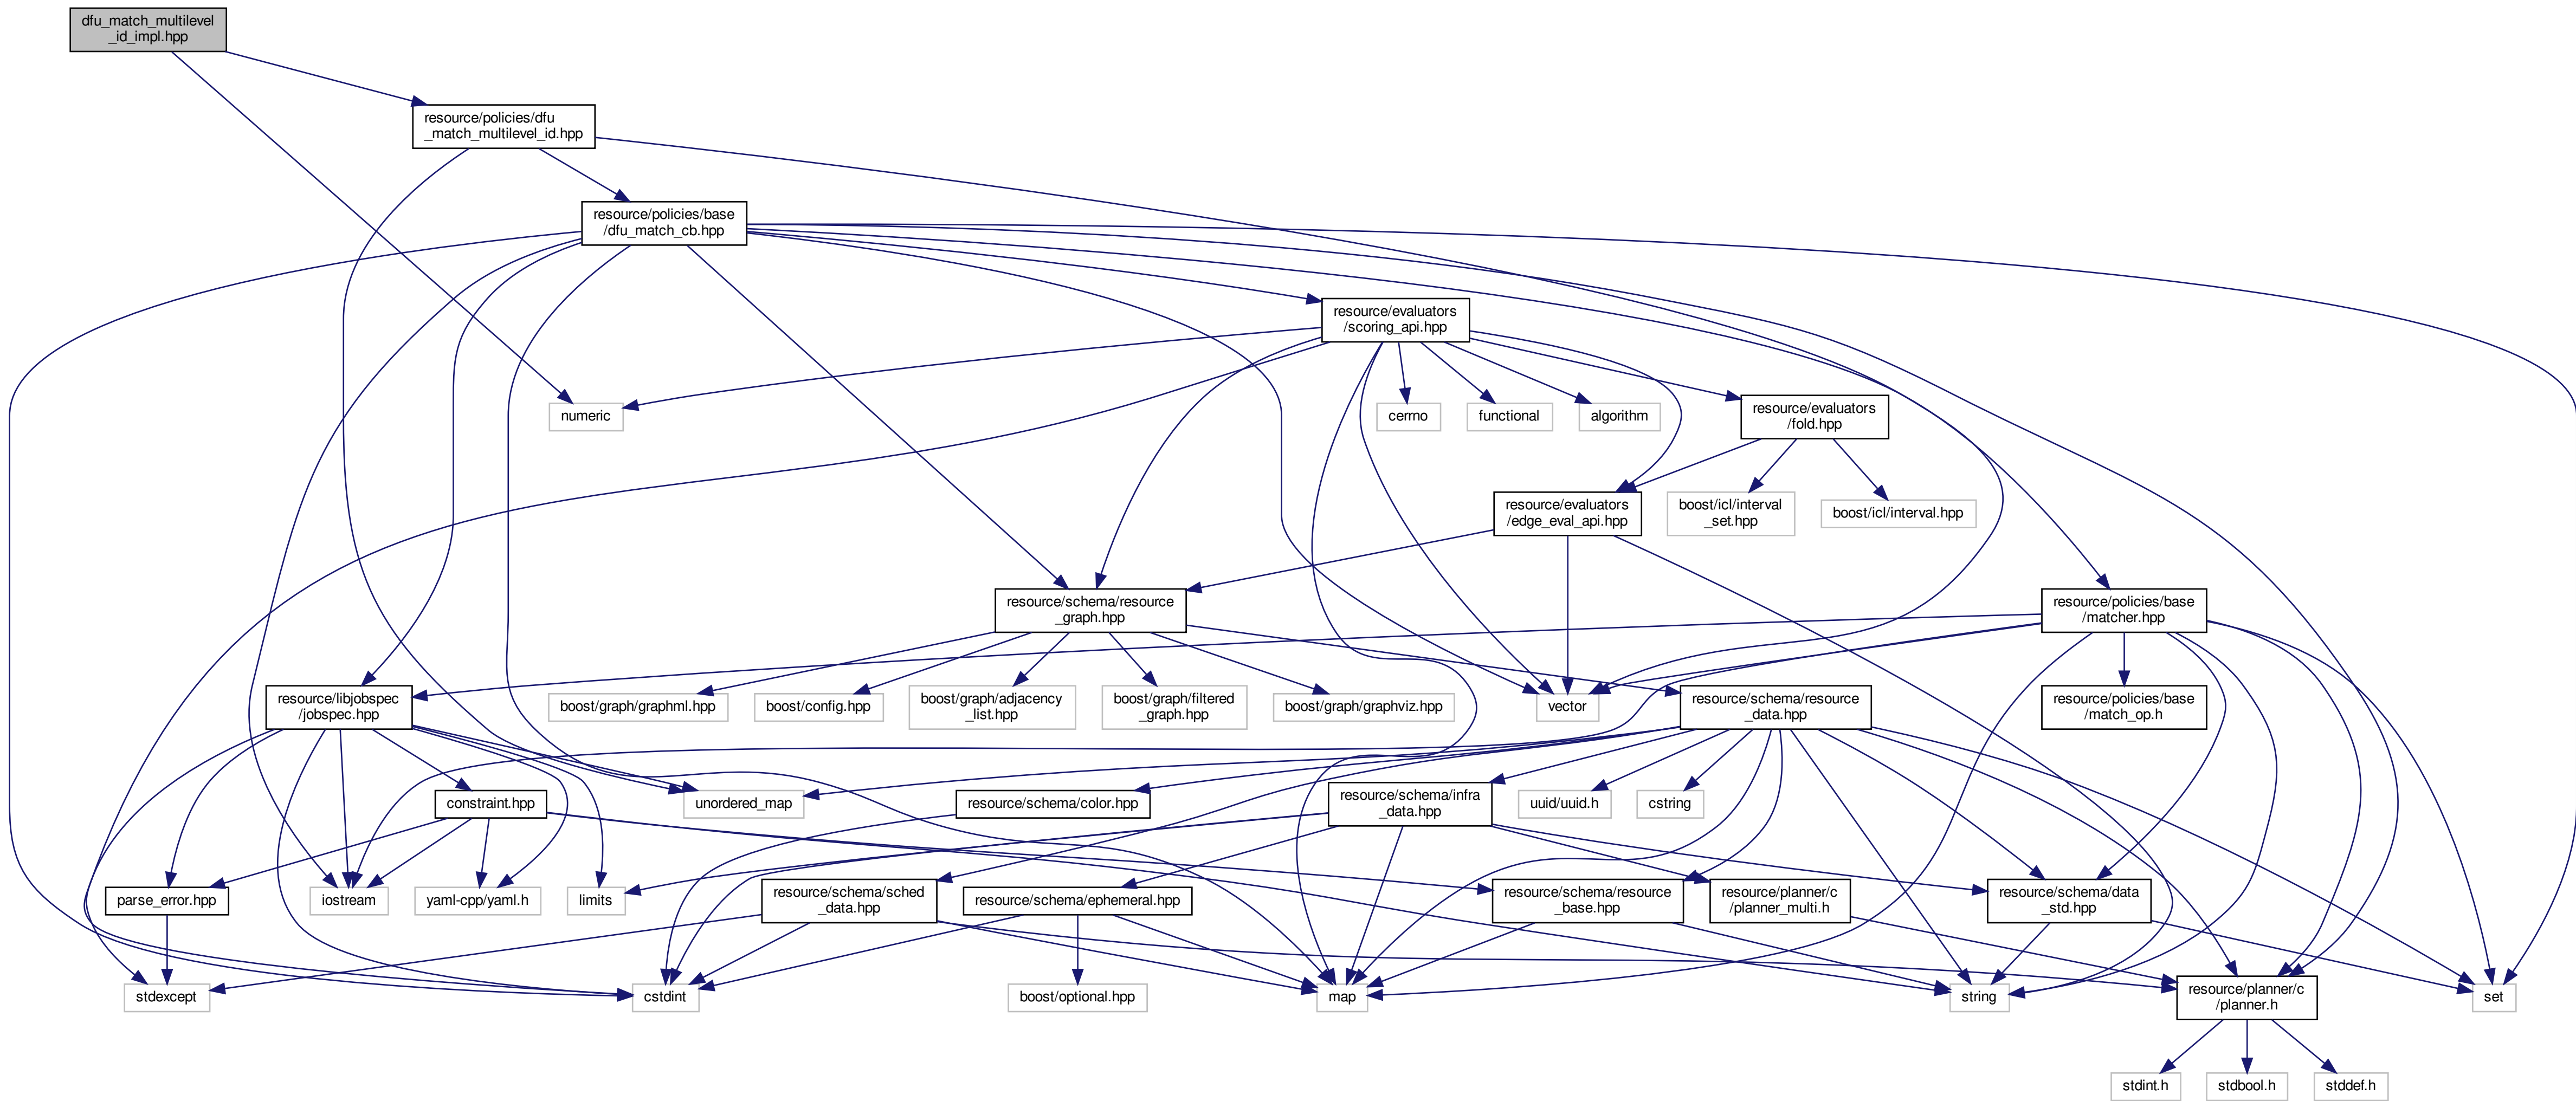 dfu_match_multilevel
_id_impl.hpp
resource/policies/dfu
_match_multilevel_id.hpp
resource/policies/base
/dfu_match_cb.hpp
resource/evaluators
/scoring_api.hpp
numeric
cerrno
functional
algorithm
resource/evaluators
/fold.hpp
resource/evaluators
/edge_eval_api.hpp
boost/icl/interval
_set.hpp
boost/icl/interval.hpp
resource/schema/resource
_graph.hpp
resource/policies/base
/matcher.hpp
resource/libjobspec
/jobspec.hpp
boost/graph/graphml.hpp
boost/config.hpp
boost/graph/adjacency
_list.hpp
boost/graph/filtered
_graph.hpp
boost/graph/graphviz.hpp
vector
resource/schema/resource
_data.hpp
resource/policies/base
/match_op.h
constraint.hpp
unordered_map
resource/schema/color.hpp
resource/schema/infra
_data.hpp
uuid/uuid.h
cstring
parse_error.hpp
iostream
yaml-cpp/yaml.h
limits
resource/schema/sched
_data.hpp
resource/schema/ephemeral.hpp
resource/schema/resource
_base.hpp
resource/planner/c
/planner_multi.h
resource/schema/data
_std.hpp
stdexcept
cstdint
boost/optional.hpp
map
string
resource/planner/c
/planner.h
set
stdint.h
stdbool.h
stddef.h